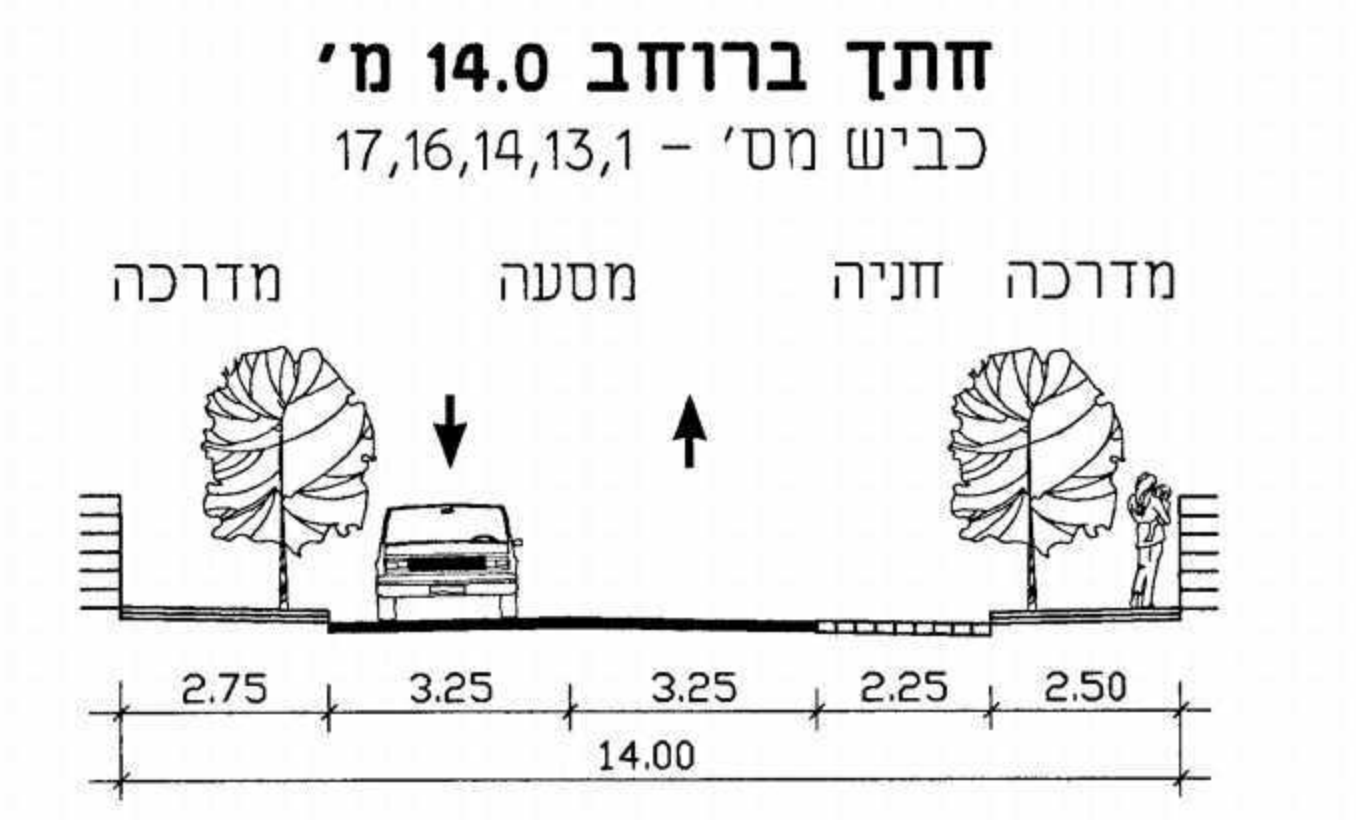 חתך ברוחב 14.0 מ'
כביש מס' – 17,16,14,13,1
מדרכה חניה מסעה מדרכה
2.75 3.25 3.25 2.25 2.50
14.00